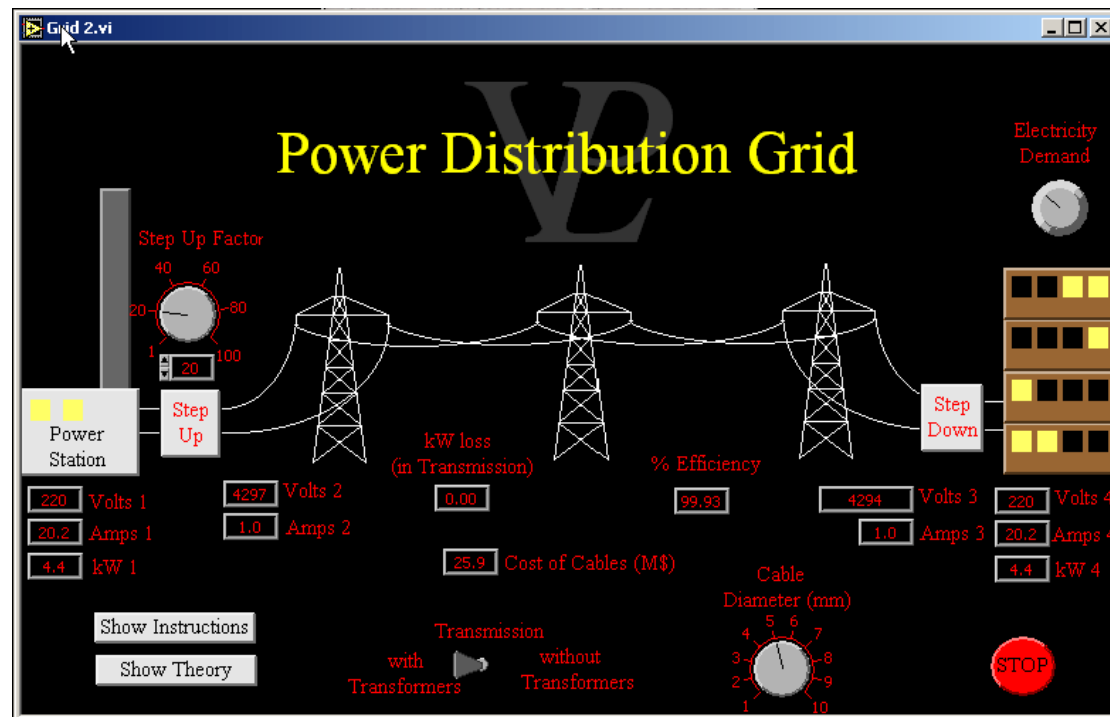 Grid 2.vi
VPL
Power Distribution Grid
Electricity
Demand
Step Up Factor
40 60
20 80
1 100
20
Power
Station
Step
Up
Step
Down
kW loss
(in Transmission)
% Efficiency
220 Volts 1
4297 Volts 2
0.00
99.93
4294 Volts 3
220 Volts 4
20.2 Amps 1
1.0 Amps 2
1.0 Amps 3
20.2 Amps 4
4.4 kW 1
25.9 Cost of Cables (M$)
4.4 kW 4
Cable
Diameter (mm)
5 6
4 7
3 8
2 9
1 10
Show Instructions
Show Theory
Transmission
with
Transformers
without
Transformers
STOP